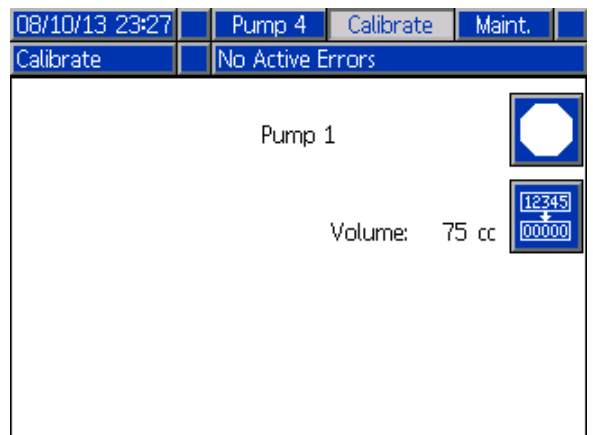 08/10/13 23:27 Pump 4 Calibrate Maint.
Calibrate No Active Errors
Pump 1
12345
Volume: 75 cc
00000